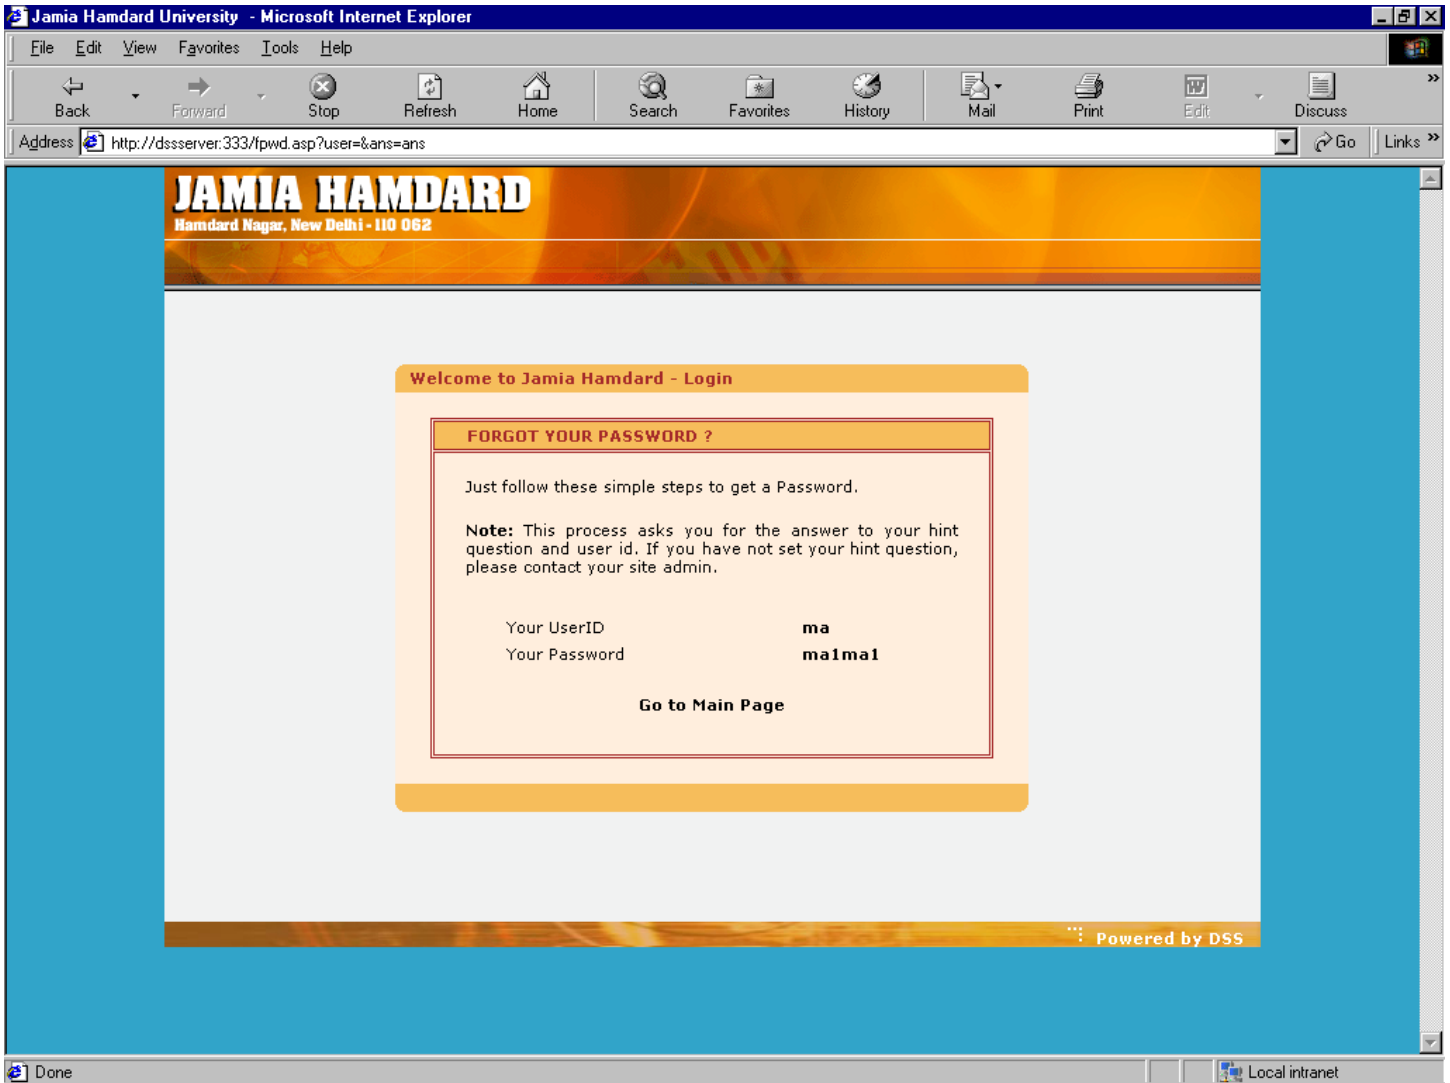 Jamia Hamdard University - Microsoft Internet Explorer
File Edit View Favorites Tools Help
Back Forward Stop Refresh Home Search Favorites History Mail Print Edit Discuss »
Address http://dssserver:333/fpwd.asp?user=&ans=ans Go Links »
JAMIA HAMDARD
Hamdard Nagar, New Delhi - 110 062
Welcome to Jamia Hamdard - Login
FORGOT YOUR PASSWORD ?
Just follow these simple steps to get a Password.
Note: This process asks you for the answer to your hint
question and user id. If you have not set your hint question,
please contact your site admin.
Your UserID ma
Your Password ma1ma1
Go to Main Page
Powered by DSS
Done Local intranet